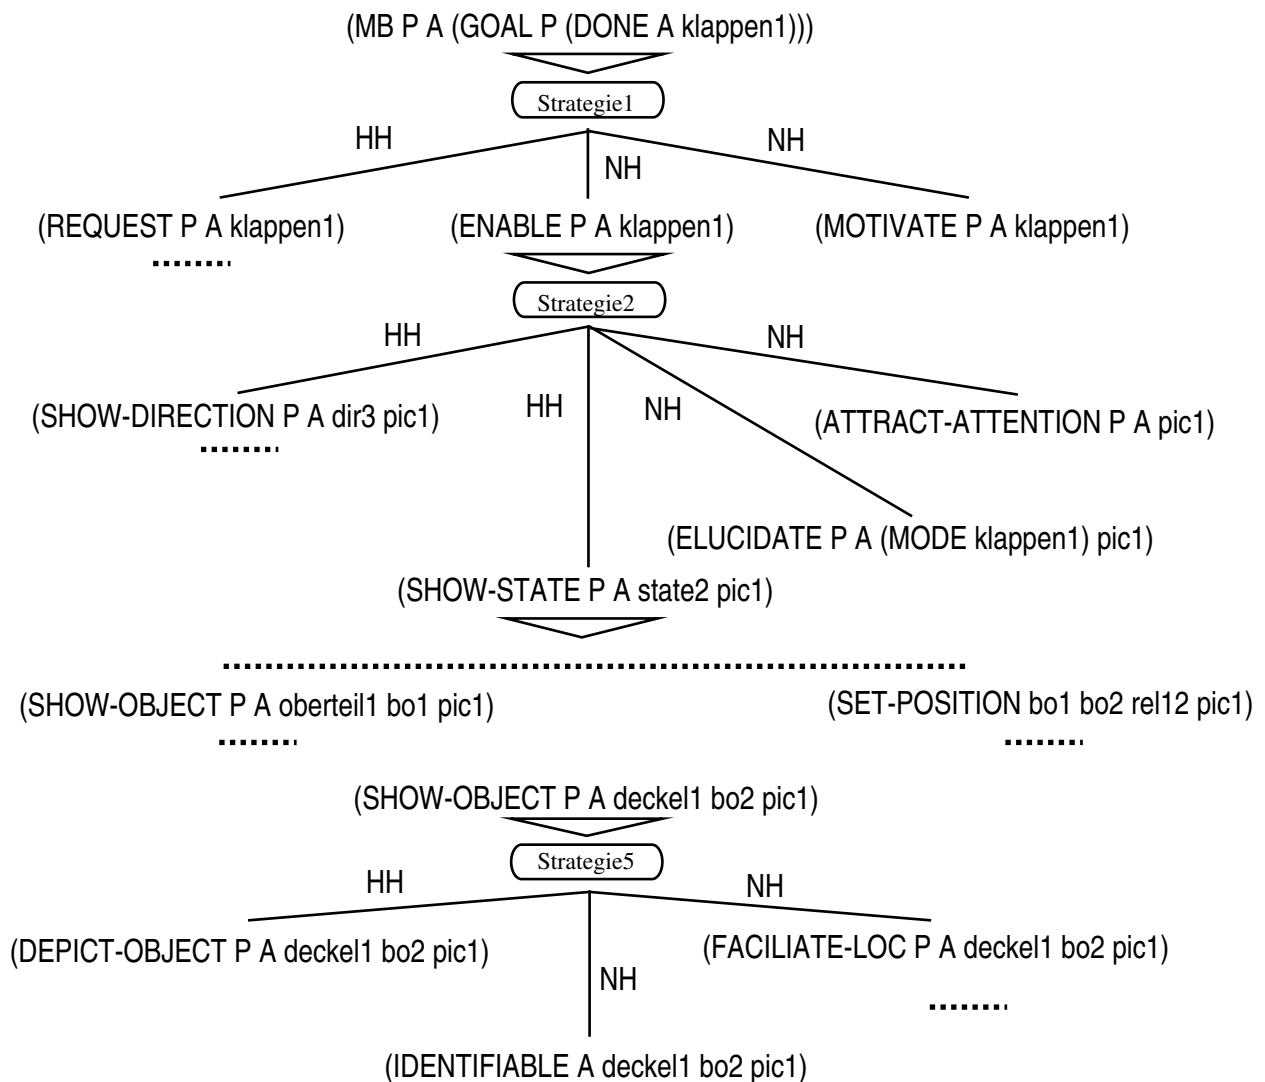 (MB P A (GOAL P (DONE A klappen1)))
Strategie1
HH
NH
NH
(REQUEST P A klappen1)
(ENABLE P A klappen1)
(MOTIVATE P A klappen1)
Strategie2
HH
NH
HH
NH
(SHOW-DIRECTION P A dir3 pic1)
(ATTRACT-ATTENTION P A pic1)
(ELUCIDATE P A (MODE klappen1) pic1)
(SHOW-STATE P A state2 pic1)
(SHOW-OBJECT P A oberteil1 bo1 pic1)
(SET-POSITION bo1 bo2 rel12 pic1)
(SHOW-OBJECT P A deckel1 bo2 pic1)
Strategie5
HH
NH
(DEPICT-OBJECT P A deckel1 bo2 pic1)
(FACILIATE-LOC P A deckel1 bo2 pic1)
NH
(IDENTIFIABLE A deckel1 bo2 pic1)